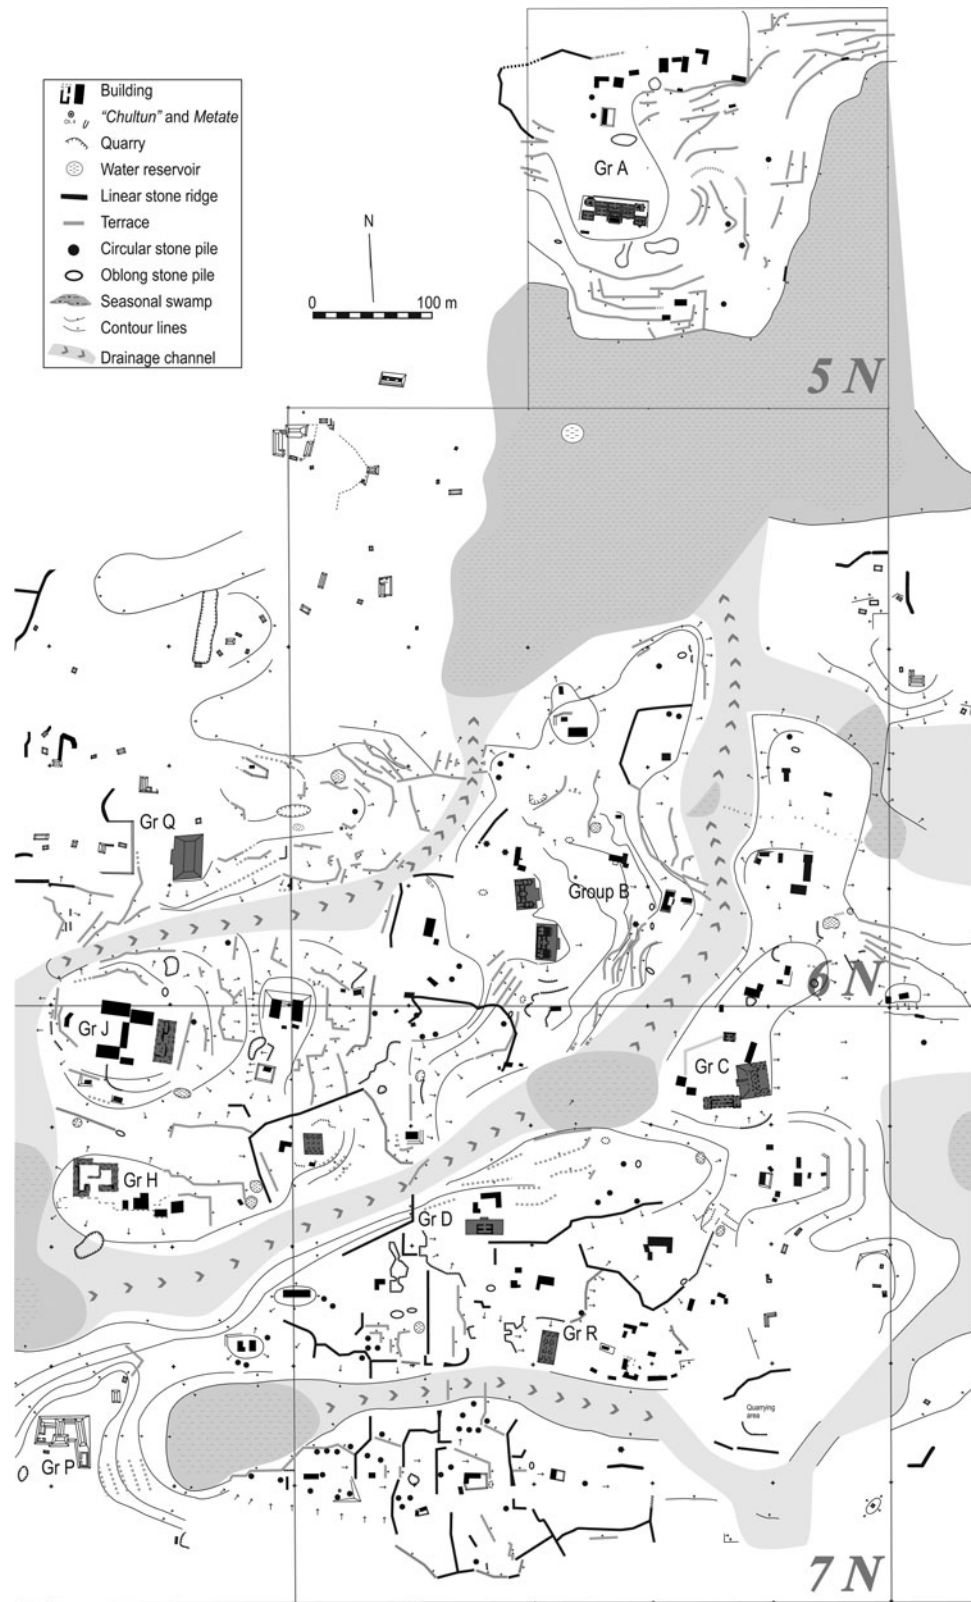 Building
"Chultun" and Metate
Quarry
Water reservoir
Linear stone ridge
Terrace
Circular stone pile
Oblong stone pile
Seasonal swamp
Contour lines
Drainage channel
N
0 100 m
Gr A
5 N
Gr Q
Group B
6 N
Gr J
Gr C
Gr H
Gr D
Gr R
Quarrying
area
Gr P
7 N